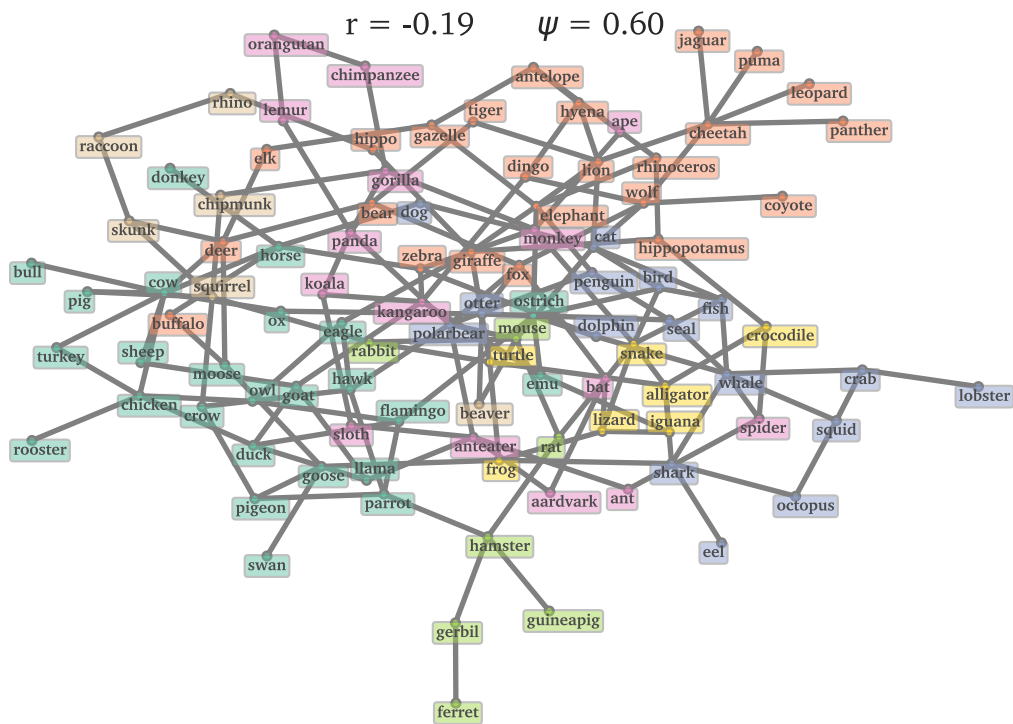 r = -0.19 ψ = 0.60
orangutan
jaguar
puma
chimpanzee
antelope
leopard
rhino
lemur
tiger
hyena
ape
cheetah
panther
raccoon
elk
hippo
gazelle
donkey
gorilla
dingo
lion
rhinoceros
chipmunk
bear
dog
elephant
wolf
coyote
skunk
deer
horse
panda
monkey
cat
hippopotamus
bull
cow
zebra
giraffe
fox
penguin
bird
pig
squirrel
koala
kangaroo
otter
ostrich
fish
buffalo
ox
eagle
polarbear
mouse
dolphin
seal
crocodile
turkey
sheep
rabbit
turtle
snake
moose
owl
goat
hawk
emu
bat
alligator
whale
crab
lobster
chicken
crow
flamingo
beaver
lizard
iguana
spider
squid
rooster
duck
sloth
anteater
rat
goose
llama
frog
shark
pigeon
parrot
aardvark
ant
octopus
swan
hamster
eel
gerbil
guineapig
ferret